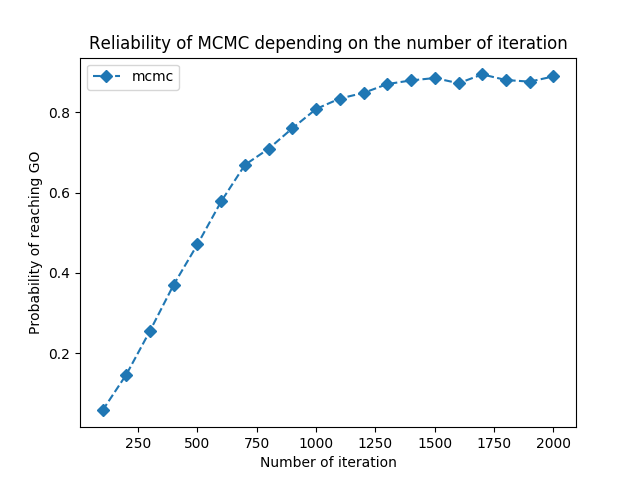 Reliability of MCMC depending on the number of iteration
mcmc
Probability of reaching GO
0.8
0.6
0.4
0.2
250 500 750 1000 1250 1500 1750 2000
Number of iteration